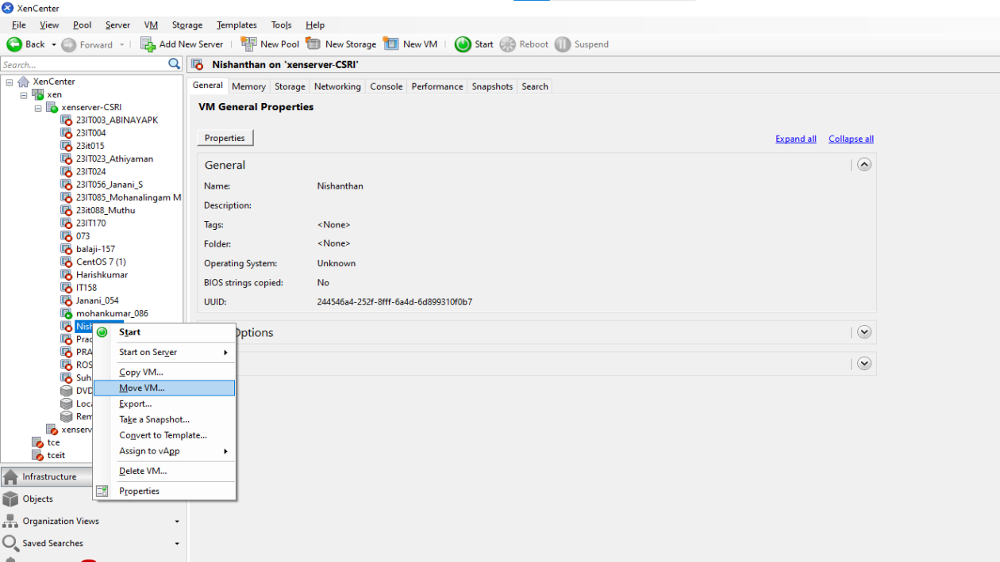 XenCenter
File View Pool Server VM Storage Templates Tools Help
Back Forward Add New Server New Pool New Storage New VM Start Reboot Suspend
Search...
Nishanthan on 'xenserver-CSRI'
XenCenter
xen
xenserver-CSRI
23IT003_ABINAYAPK
23IT004
23it015
23IT023_Athiyaman
23IT024
23IT056_Janani_S
23IT085_Mohanalingam M
23it088_Muthu
23IT170
073
balaji-157
CentOS 7 (1)
Harishkumar
IT158
Janani_054
mohankumar_086
Nish
Prad
PRA
ROS
Suh
DVD
Loca
Rem
xenserv
tce
tceit
Infrastructure
Objects
Organization Views
Saved Searches
General Memory Storage Networking Console Performance Snapshots Search
VM General Properties
Properties Expand all Collapse all
General
Name: Nishanthan
Description:
Tags: <None>
Folder: <None>
Operating System: Unknown
BIOS strings copied: No
UUID: 244546a4-252f-8fff-6a4d-6d899310f0b7
Options
Start
Start on Server
Copy VM...
Move VM...
Export...
Take a Snapshot...
Convert to Template...
Assign to vApp
Delete VM...
Properties